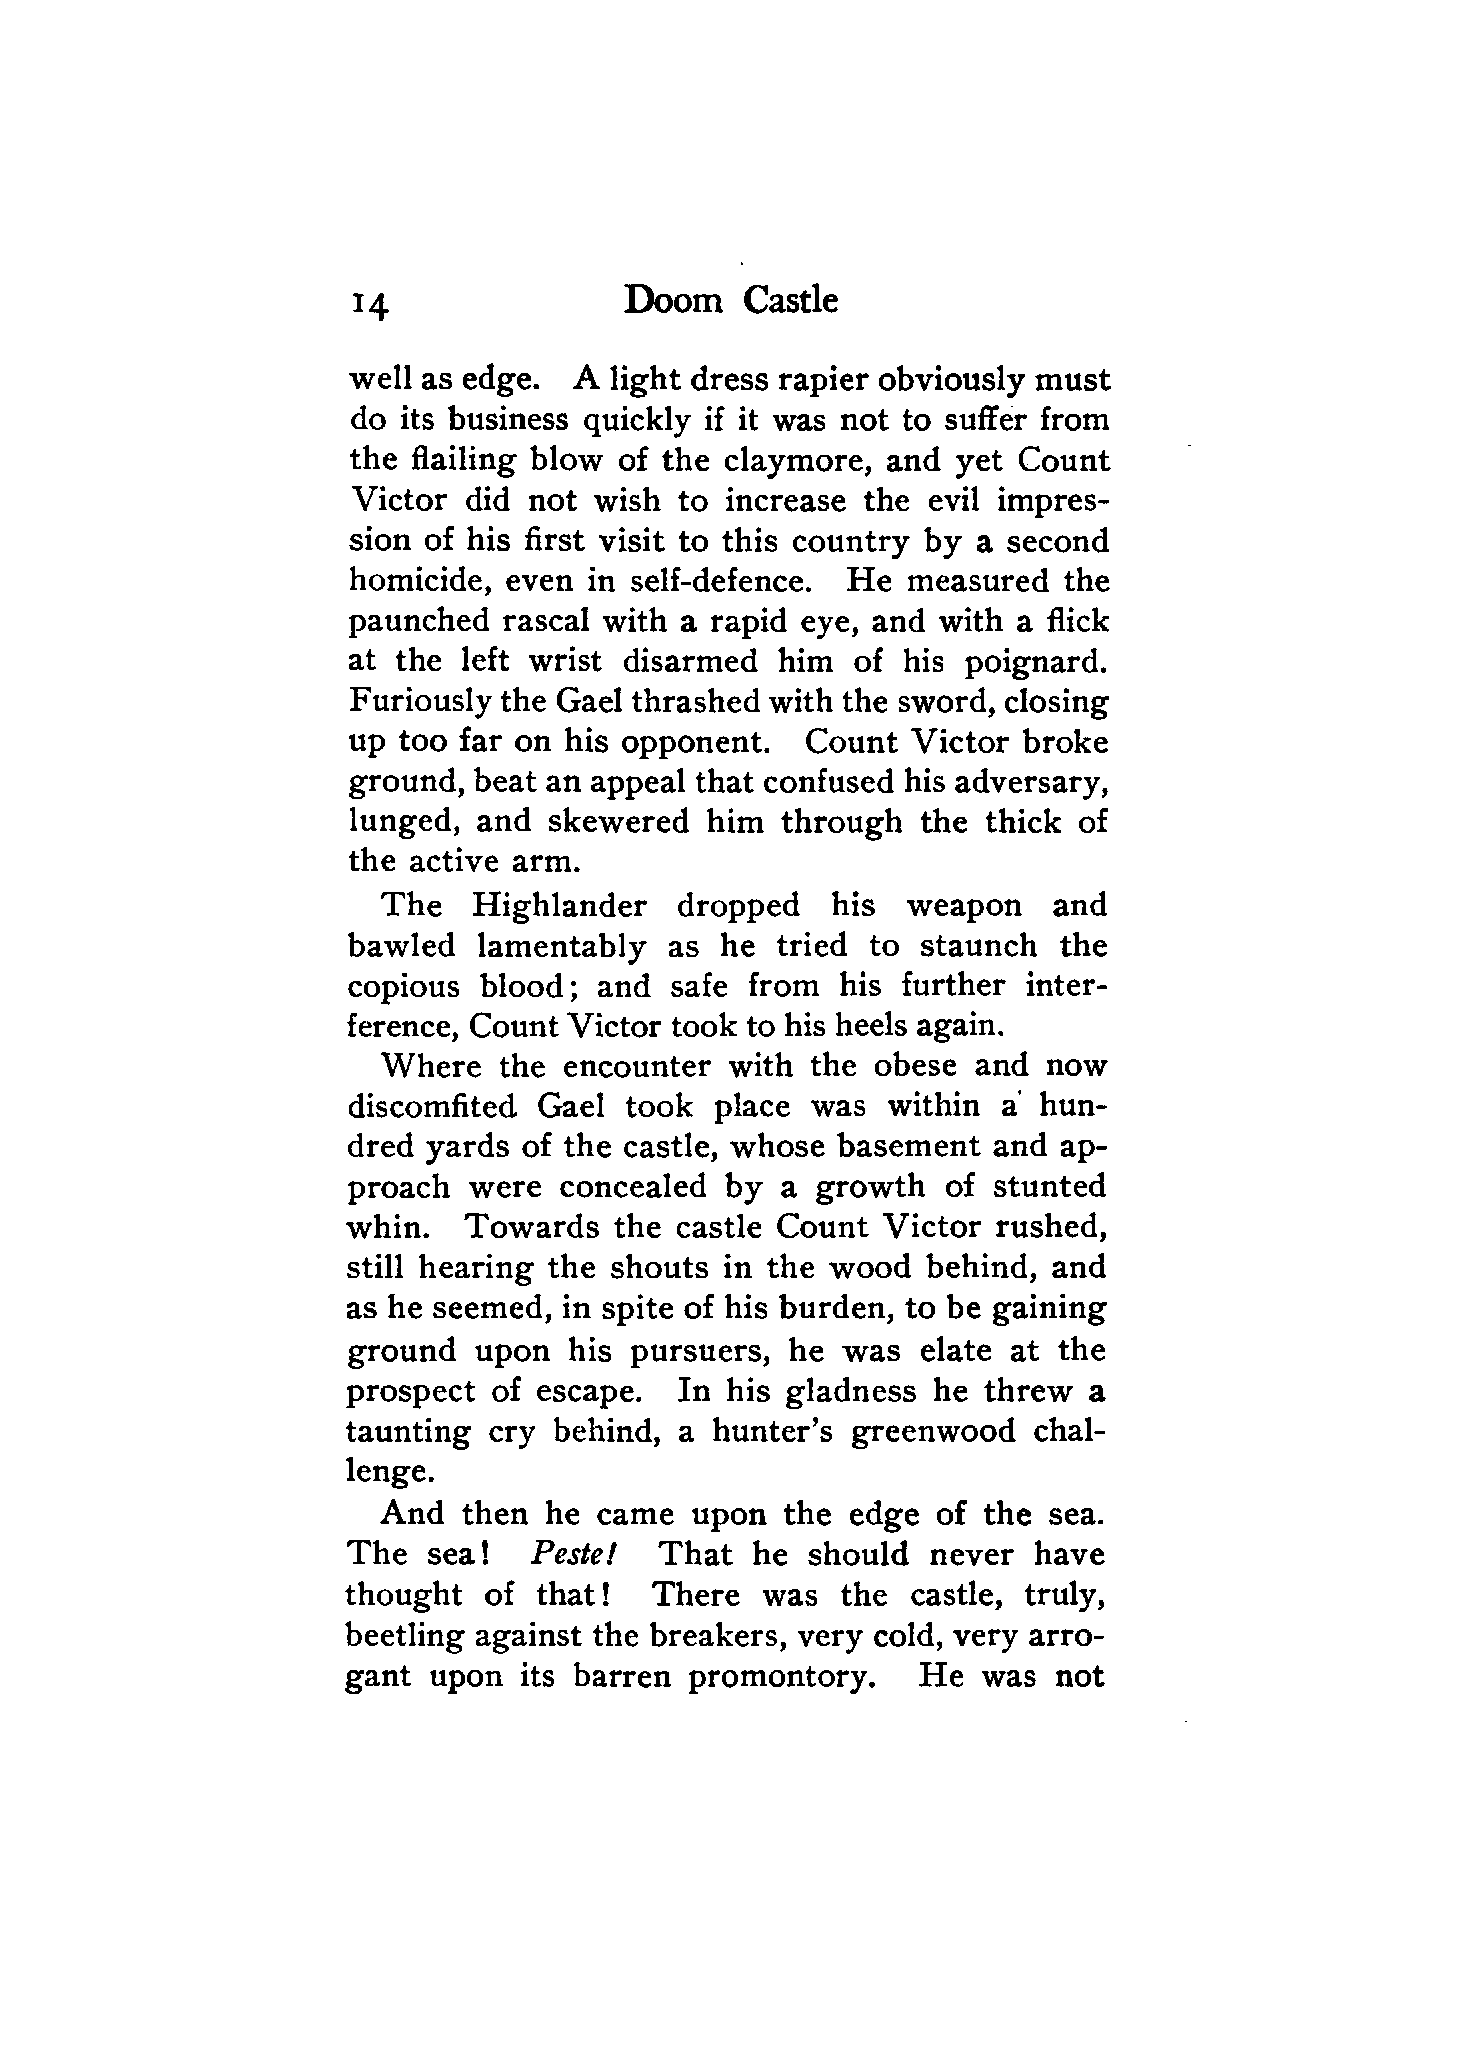 14 Doom Castle
well as edge. A light dress rapier obviously must
do its business quickly if it was not to suffer from
the flailing blow of the claymore, and yet Count
Victor did not wish to increase the evil impres-
sion of his first visit to this country by a second
homicide, even in self-defence. He measured the
paunched rascal with a rapid eye, and with a flick
at the left wrist disarmed him of his poignard.
Furiously the Gael thrashed with the sword, closing
up too far on his opponent. Count Victor broke
ground, beat an appeal that confused his adversary,
lunged, and skewered him through the thick of
the active arm.
The Highlander dropped his weapon and
bawled lamentably as he tried to staunch the
copious blood; and safe from his further inter-
ference, Count Victor took to his heels again.
Where the encounter with the obese and now
discomfited Gael took place was within a hun-
dred yards of the castle, whose basement and ap-
proach were concealed by a growth of stunted
whin. Towards the castle Count Victor rushed,
still hearing the shouts in the wood behind, and
as he seemed, in spite of his burden, to be gaining
ground upon his pursuers, he was elate at the
prospect of escape. In his gladness he threw a
taunting cry behind, a hunter's greenwood chal-
lenge.
And then he came upon the edge of the sea.
The sea! Peste! That he should never have
thought of that! There was the castle, truly,
beetling against the breakers, very cold, very arro-
gant upon its barren promontory. He was not